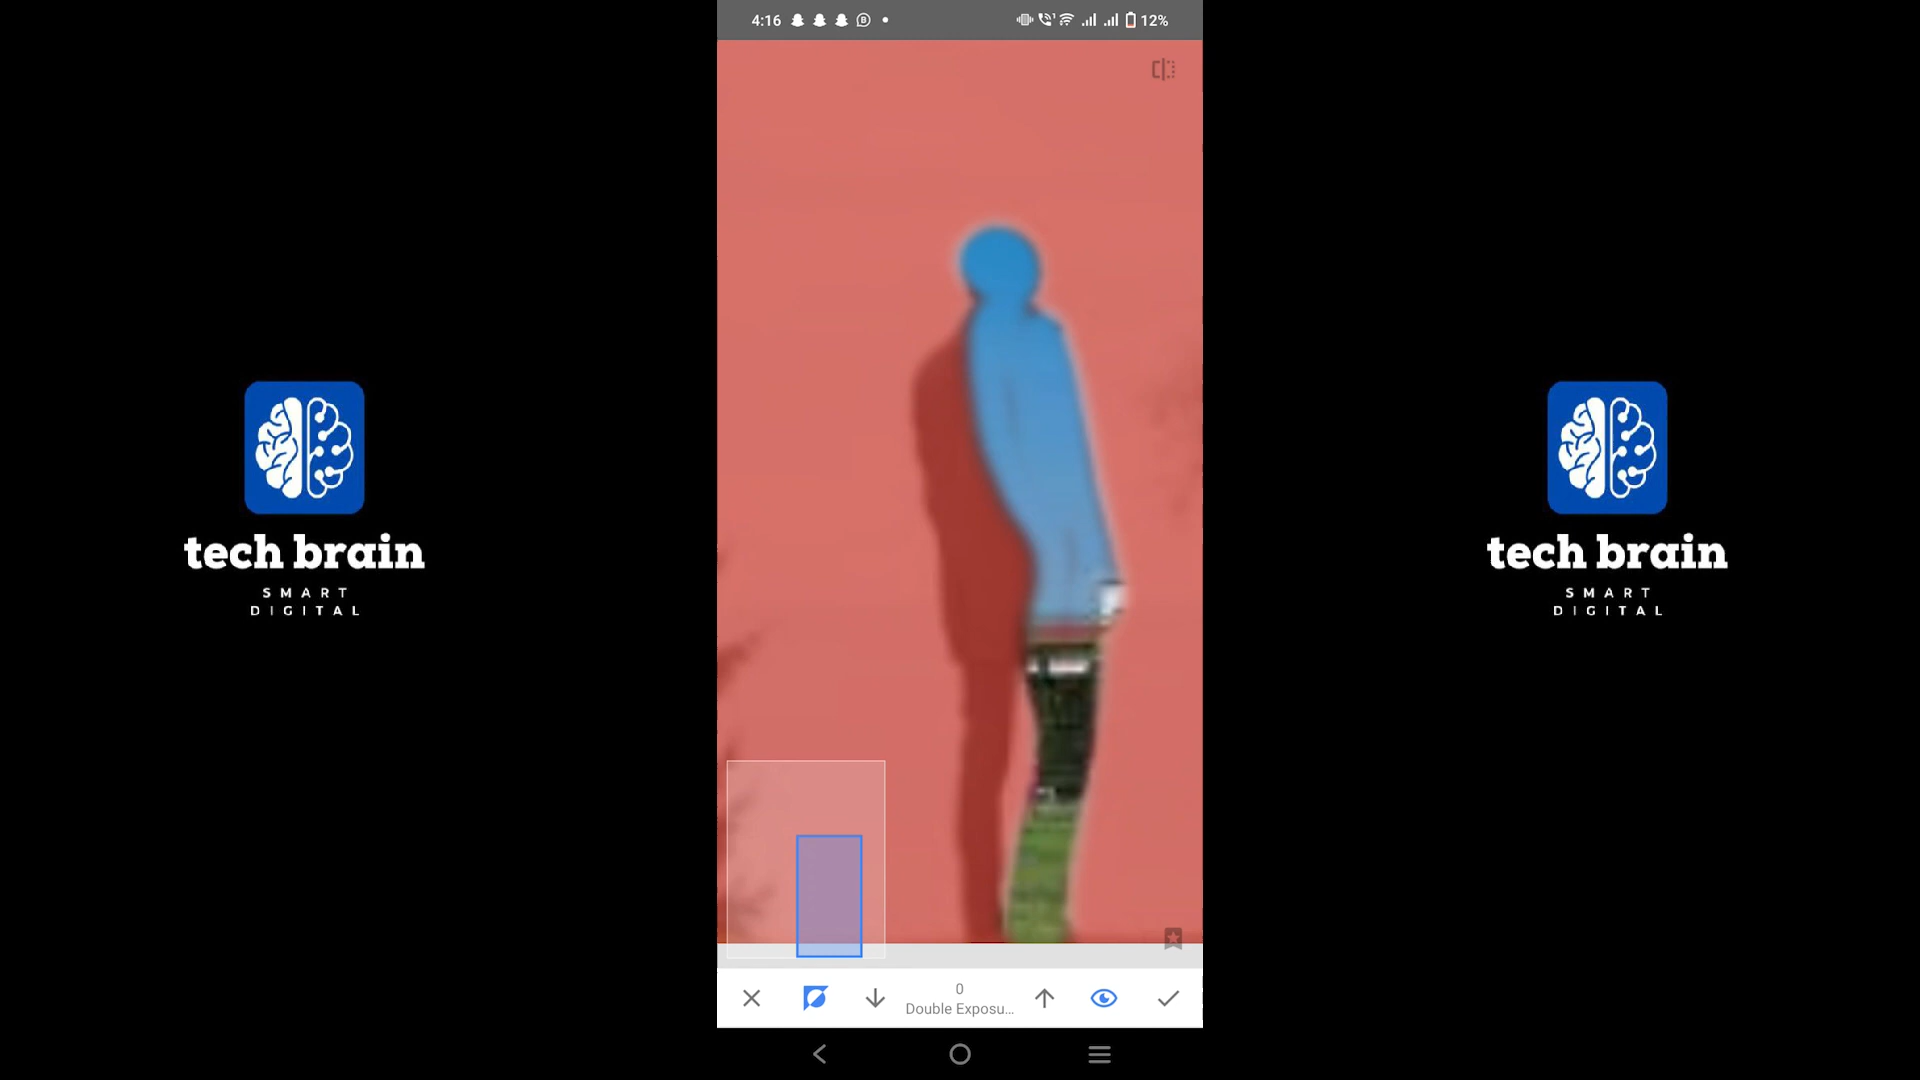 4:16
12%
tech brain
SMART
DIGITAL
tech brain
SMART
DIGITAL
0
Double Exposu...